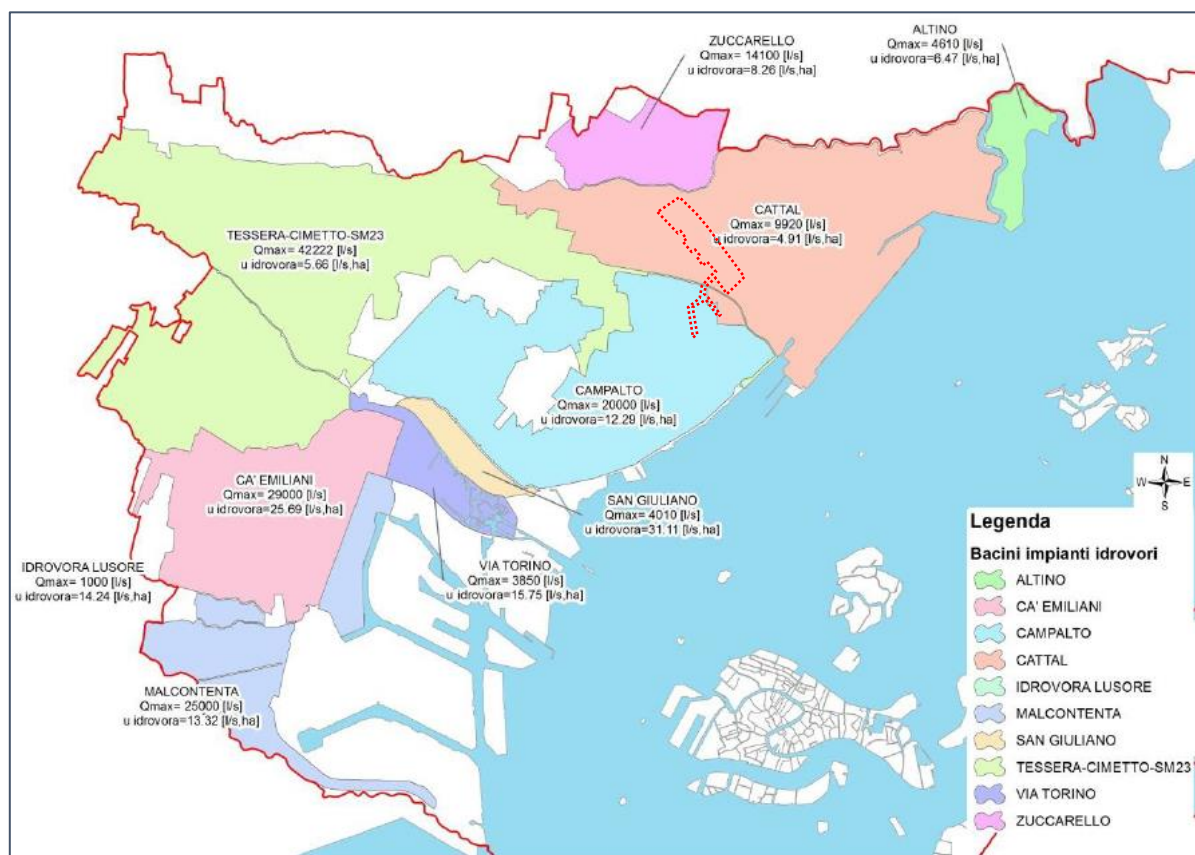 ZUCCARELLO
Qmax= 14100 [l/s]
u idrovora=8.26 [l/s,ha]
ALTINO
Qmax= 4610 [l/s]
u idrovora=6.47 [l/s,ha]
TESSERA-CIMETTO-SM23
Qmax= 42222 [l/s]
u idrovora=5.66 [l/s,ha]
CATTAL
Qmax= 9920 [l/s]
u idrovora=4.91 [l/s,ha]
CAMPALTO
Qmax= 20000 [l/s]
u idrovora=12.29 [l/s,ha]
CA' EMILIANI
Qmax= 29000 [l/s]
u idrovora=25.69 [l/s,ha]
SAN GIULIANO
Qmax= 4010 [l/s]
u idrovora=31.11 [l/s,ha]
IDROVORA LUSORE
Qmax= 1000 [l/s]
u idrovora=14.24 [l/s,ha]
VIA TORINO
Qmax= 3850 [l/s]
u idrovora=15.75 [l/s,ha]
MALCONTENTA
Qmax= 25000 [l/s]
u idrovora=13.32 [l/s,ha]
N
W E
S
Legenda
Bacini impianti idrovori
ALTINO
CA' EMILIANI
CAMPALTO
CATTAL
IDROVORA LUSORE
MALCONTENTA
SAN GIULIANO
TESSERA-CIMETTO-SM23
VIA TORINO
ZUCCARELLO